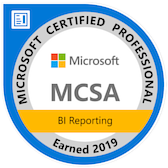 MICROSOFT CERTIFIED PROFESSIONAL
Microsoft
MCSA
BI Reporting
Earned 2019